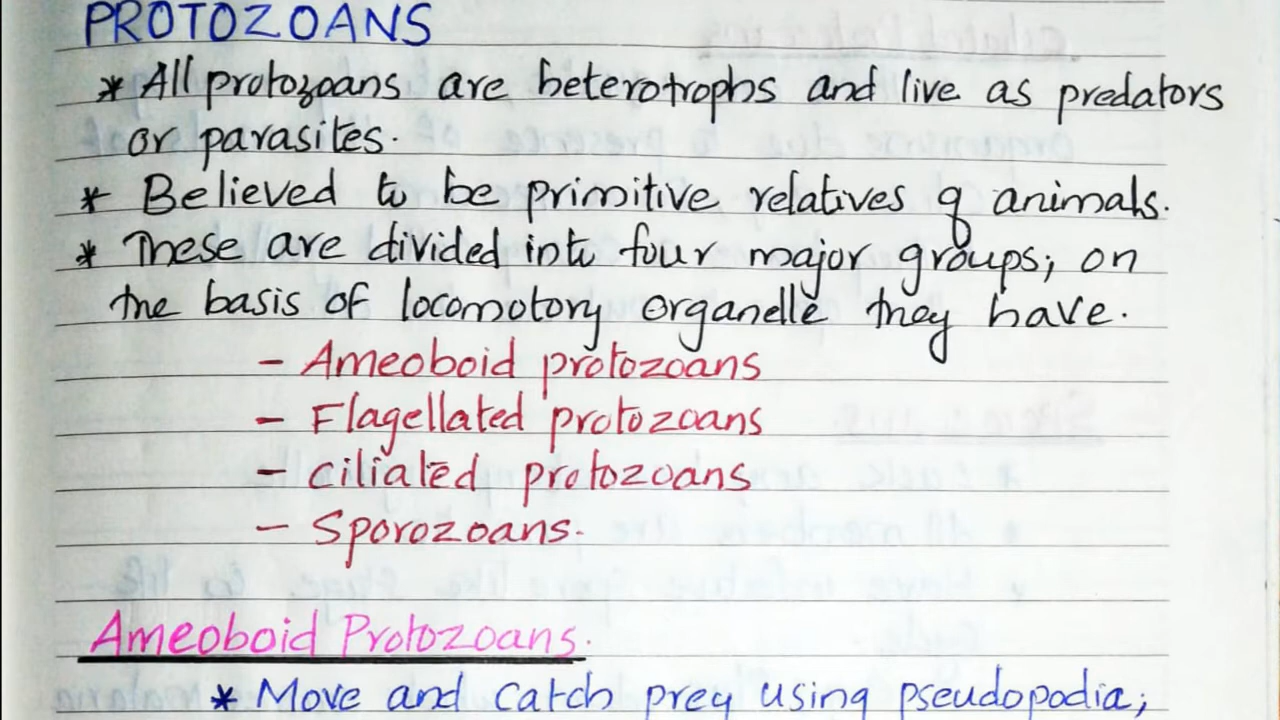 PROTOZOANS
* All protozoans are heterotrophs and live as predators
or parasites.
* Believed to be primitive relatives of animals.
* These are divided into four major groups; on
the basis of locomotory organelle they have.
- Ameoboid protozoans
- Flagellated protozoans
- ciliated protozoans
- Sporozoans.
Ameoboid Protozoans.
* Move and catch prey using pseudopodia;